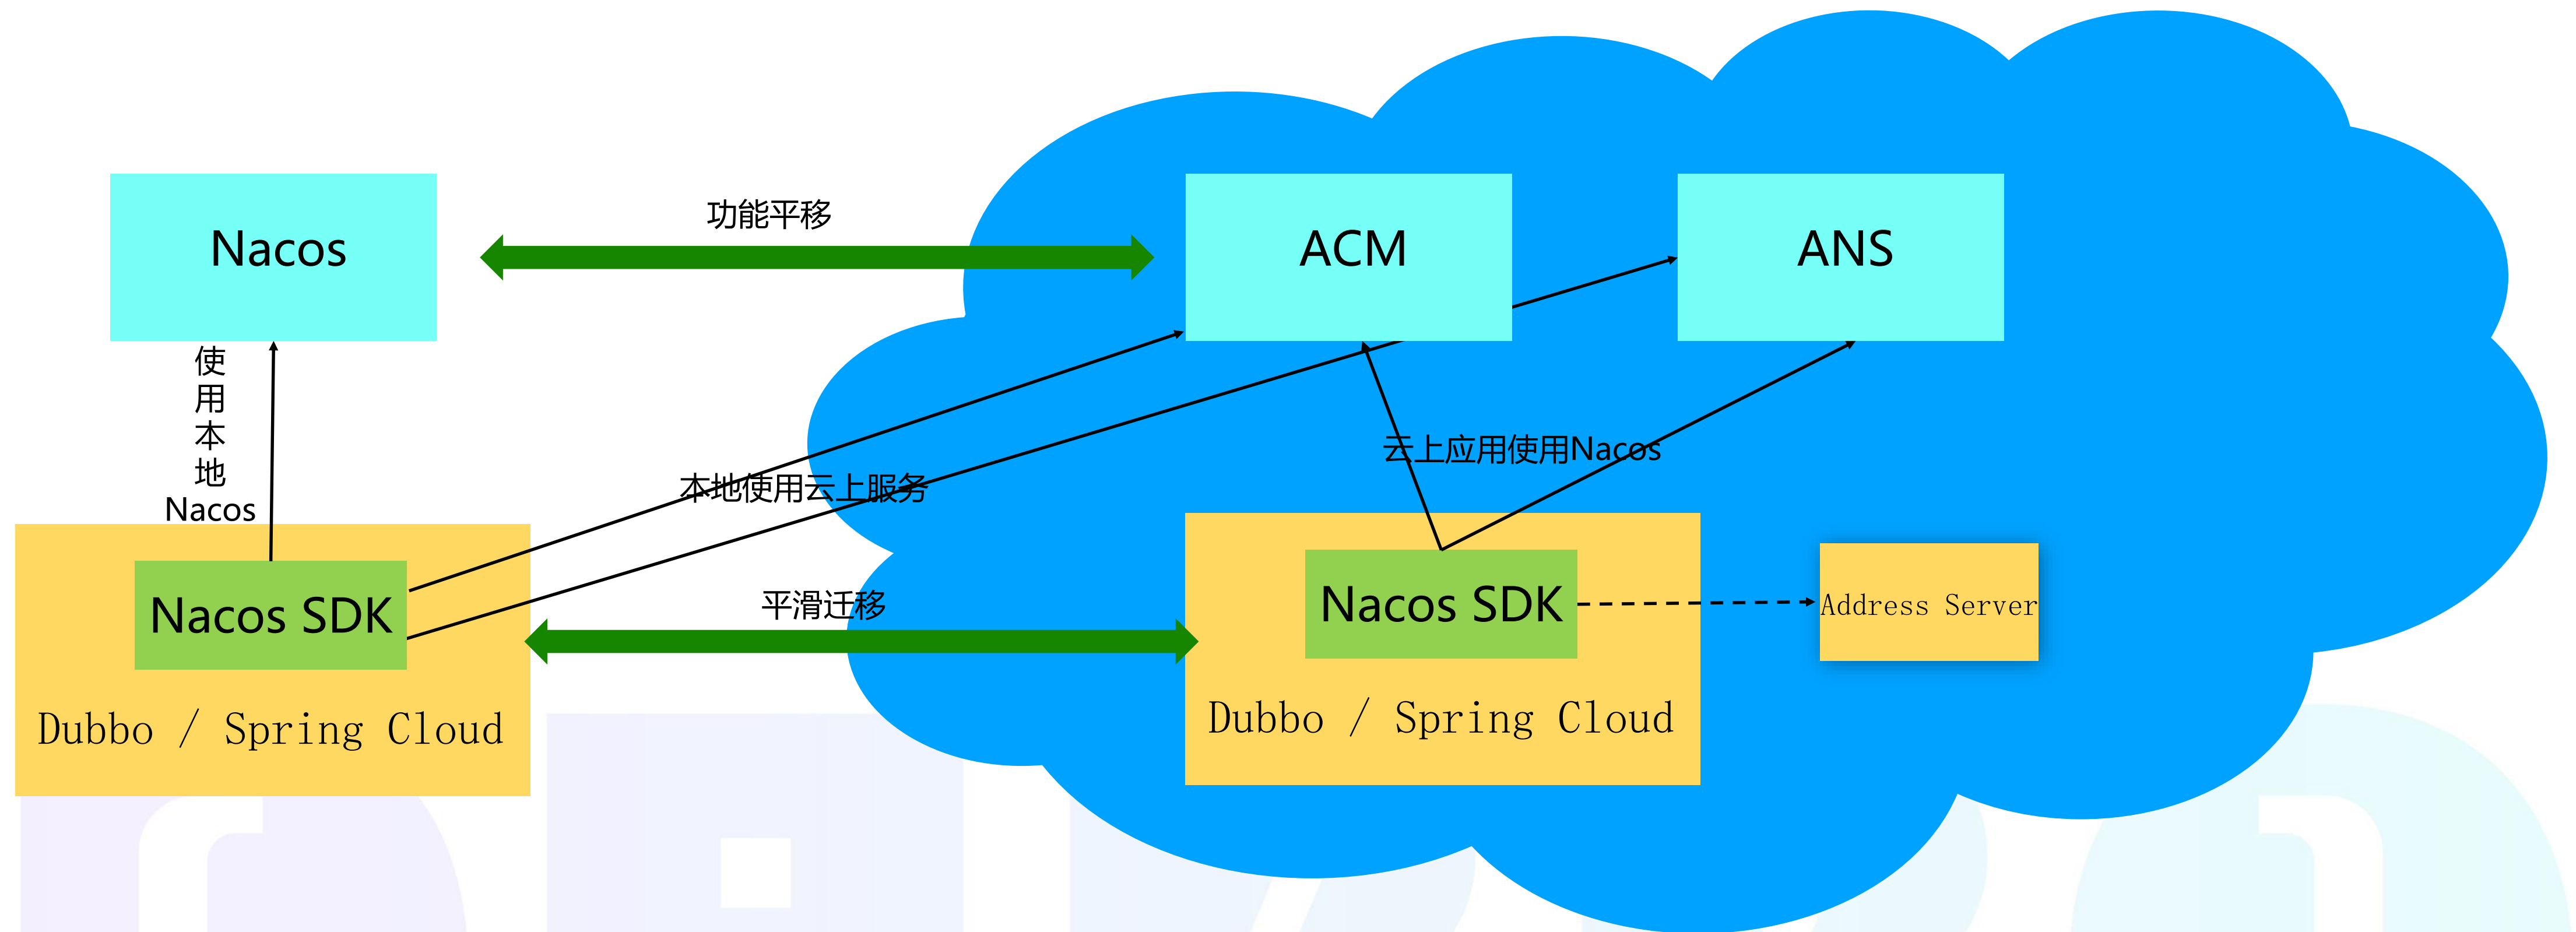 Nacos
功能平移
ACM
ANS
使
用
本
地
Nacos
本地使用云上服务
云上应用使用Nacos
Nacos SDK
平滑迁移
Nacos SDK
Address Server
Dubbo / Spring Cloud
Dubbo / Spring Cloud